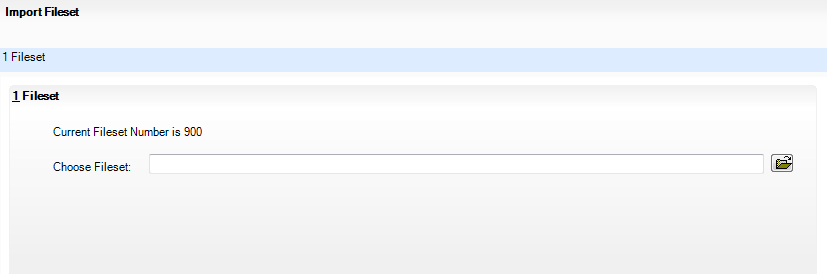 Import Fileset
1 Fileset
1 Fileset
Current Fileset Number is 900
Choose Fileset: